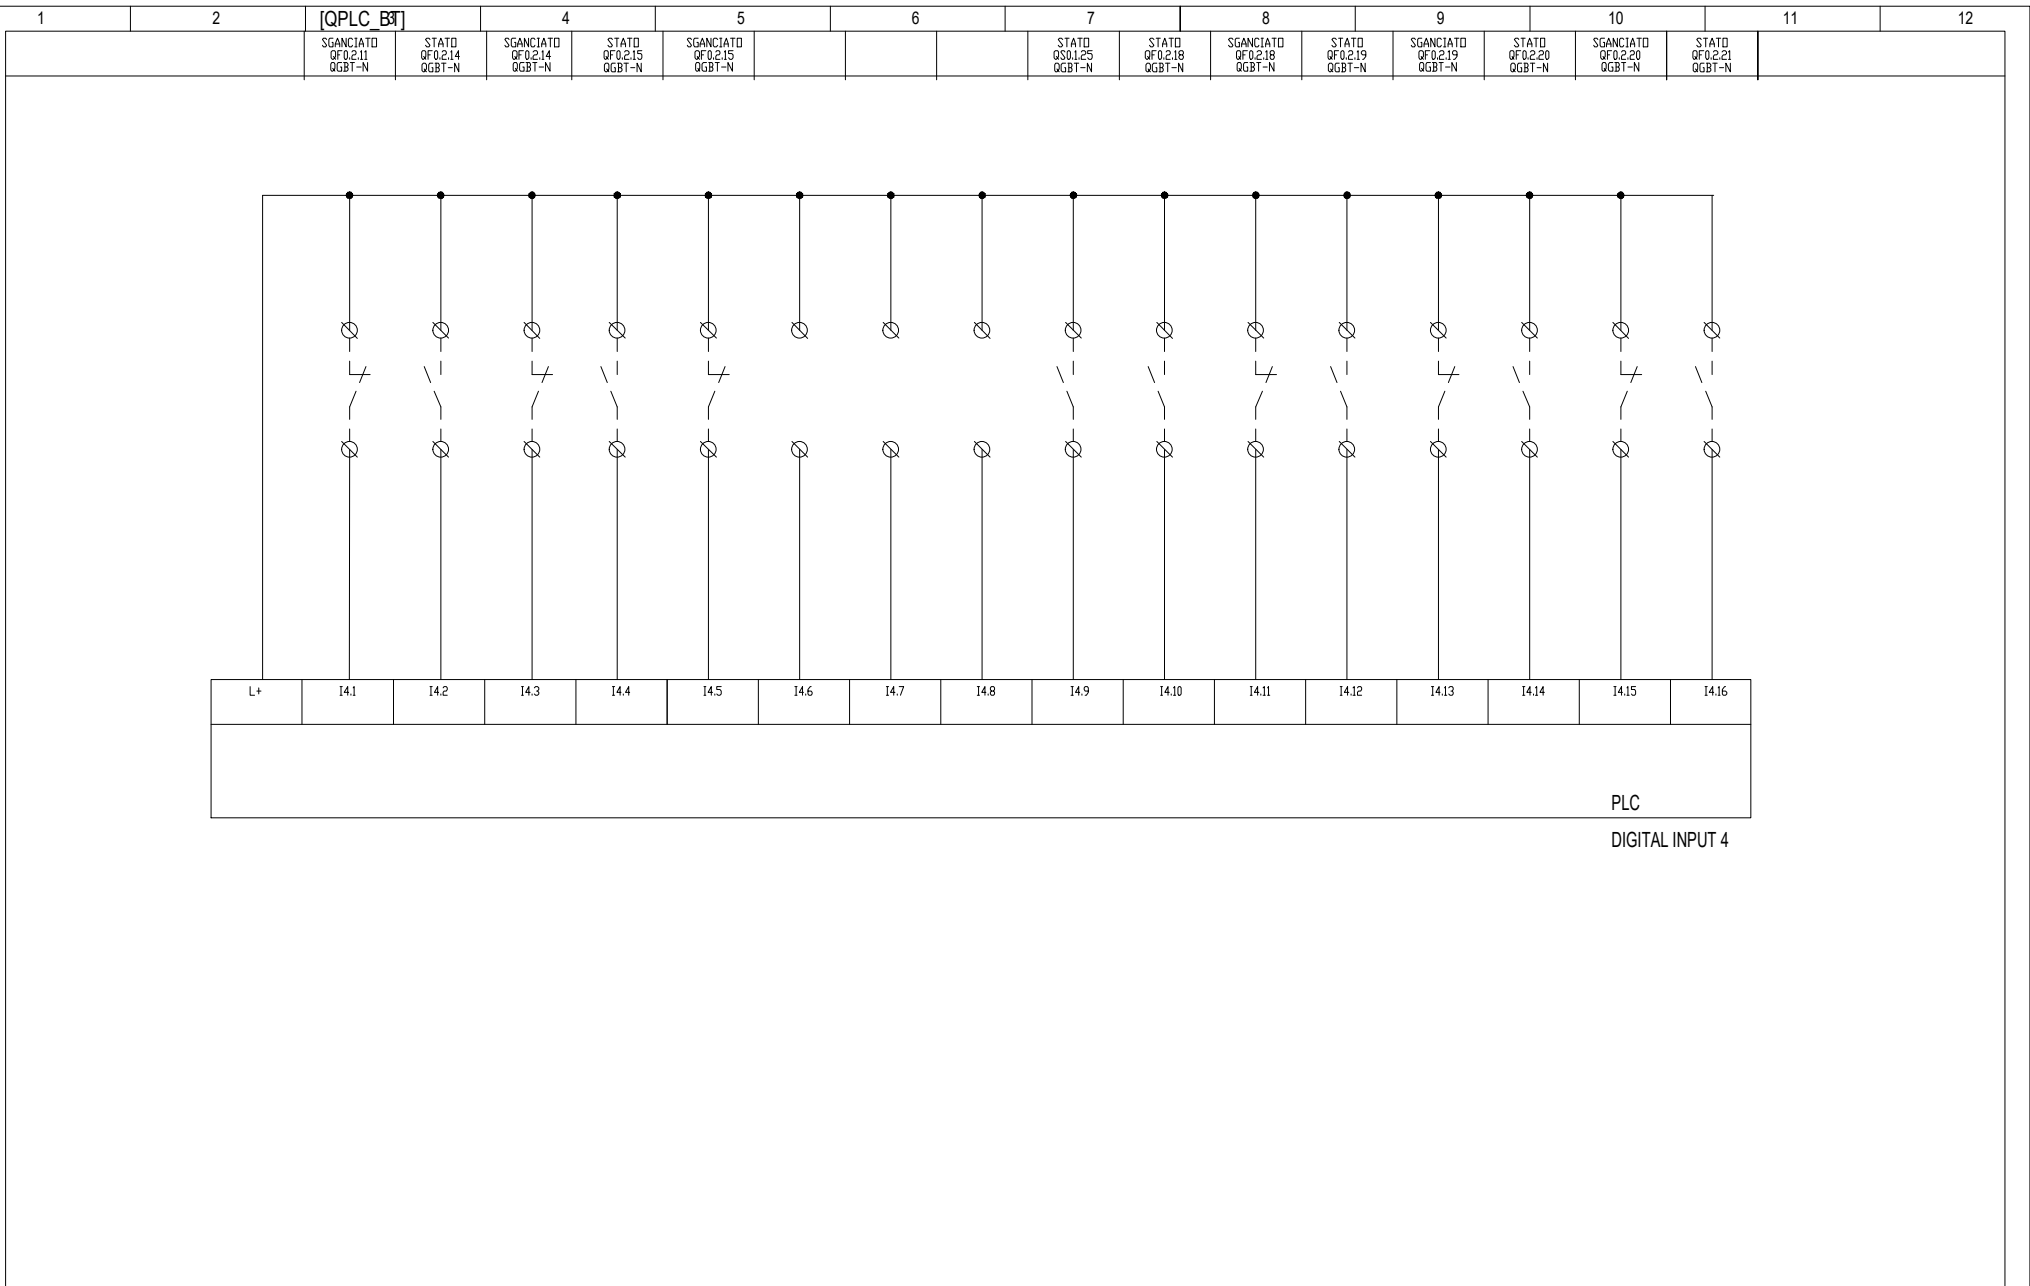 1 2 [QPLC_BT] 3 4 5 6 7 8 9 10 11 12
SGANCIATO STATO SGANCIATO STATO SGANCIATO STATO STATO SGANCIATO STATO SGANCIATO STATO SGANCIATO STATO
QF0.2.11 QF0.2.14 QF0.2.14 QF0.2.15 QF0.2.15 QS0.1.25 QF0.2.18 QF0.2.18 QF0.2.19 QF0.2.19 QF0.2.20 QF0.2.20 QF0.2.21
QGBT-N QGBT-N QGBT-N QGBT-N QGBT-N QGBT-N QGBT-N QGBT-N QGBT-N QGBT-N QGBT-N QGBT-N QGBT-N
L+ I4.1 I4.2 I4.3 I4.4 I4.5 I4.6 I4.7 I4.8 I4.9 I4.10 I4.11 I4.12 I4.13 I4.14 I4.15 I4.16
PLC
DIGITAL INPUT 4